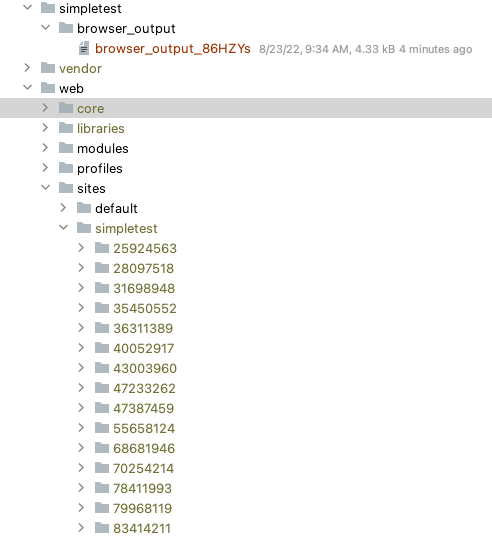 simpletest
browser_output
browser_output_86HZYs 8/23/22, 9:34 AM, 4.33 kB 4 minutes ago
vendor
web
core
libraries
modules
profiles
sites
default
simpletest
25924563
28097518
31698948
35450552
36311389
40052917
43003960
47233262
47387459
55658124
68681946
70254214
78411993
79968119
83414211